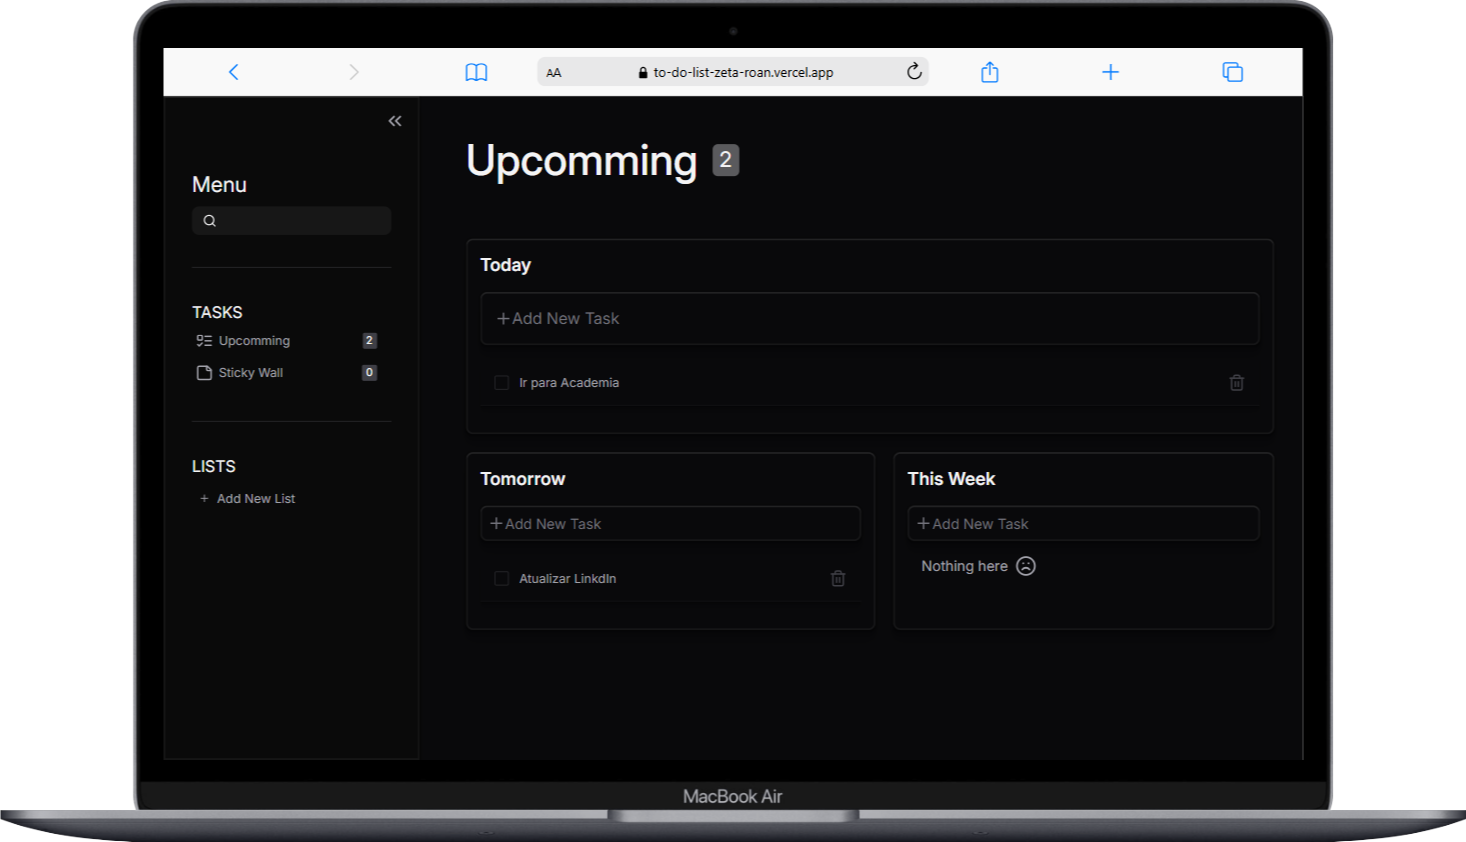 AA to-do-list-zeta-roan.vercel.app
Menu
TASKS
Upcomming 2
Sticky Wall 0
LISTS
+ Add New List
Upcomming 2
Today
+ Add New Task
Ir para Academia
Tomorrow
+ Add New Task
Atualizar LinkdIn
This Week
+ Add New Task
Nothing here
MacBook Air